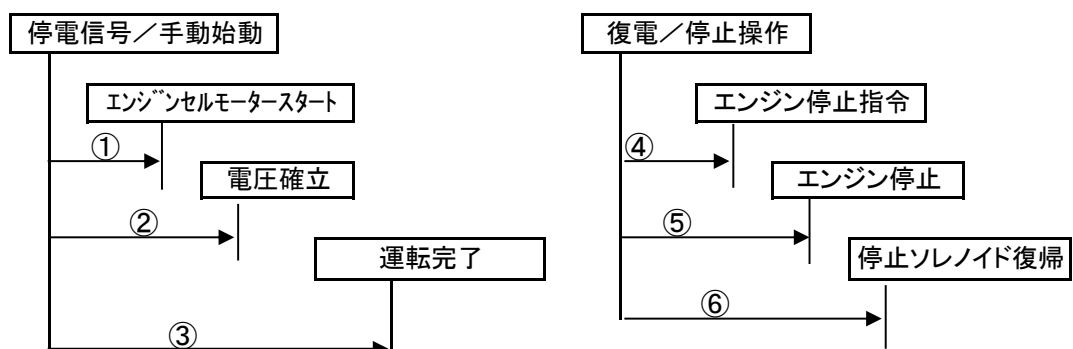 停電信号／手動始動
エンジンセルモータースタート
①
電圧確立
②
運転完了
③
復電／停止操作
エンジン停止指令
④
エンジン停止
⑤
停止ソレノイド復帰
⑥